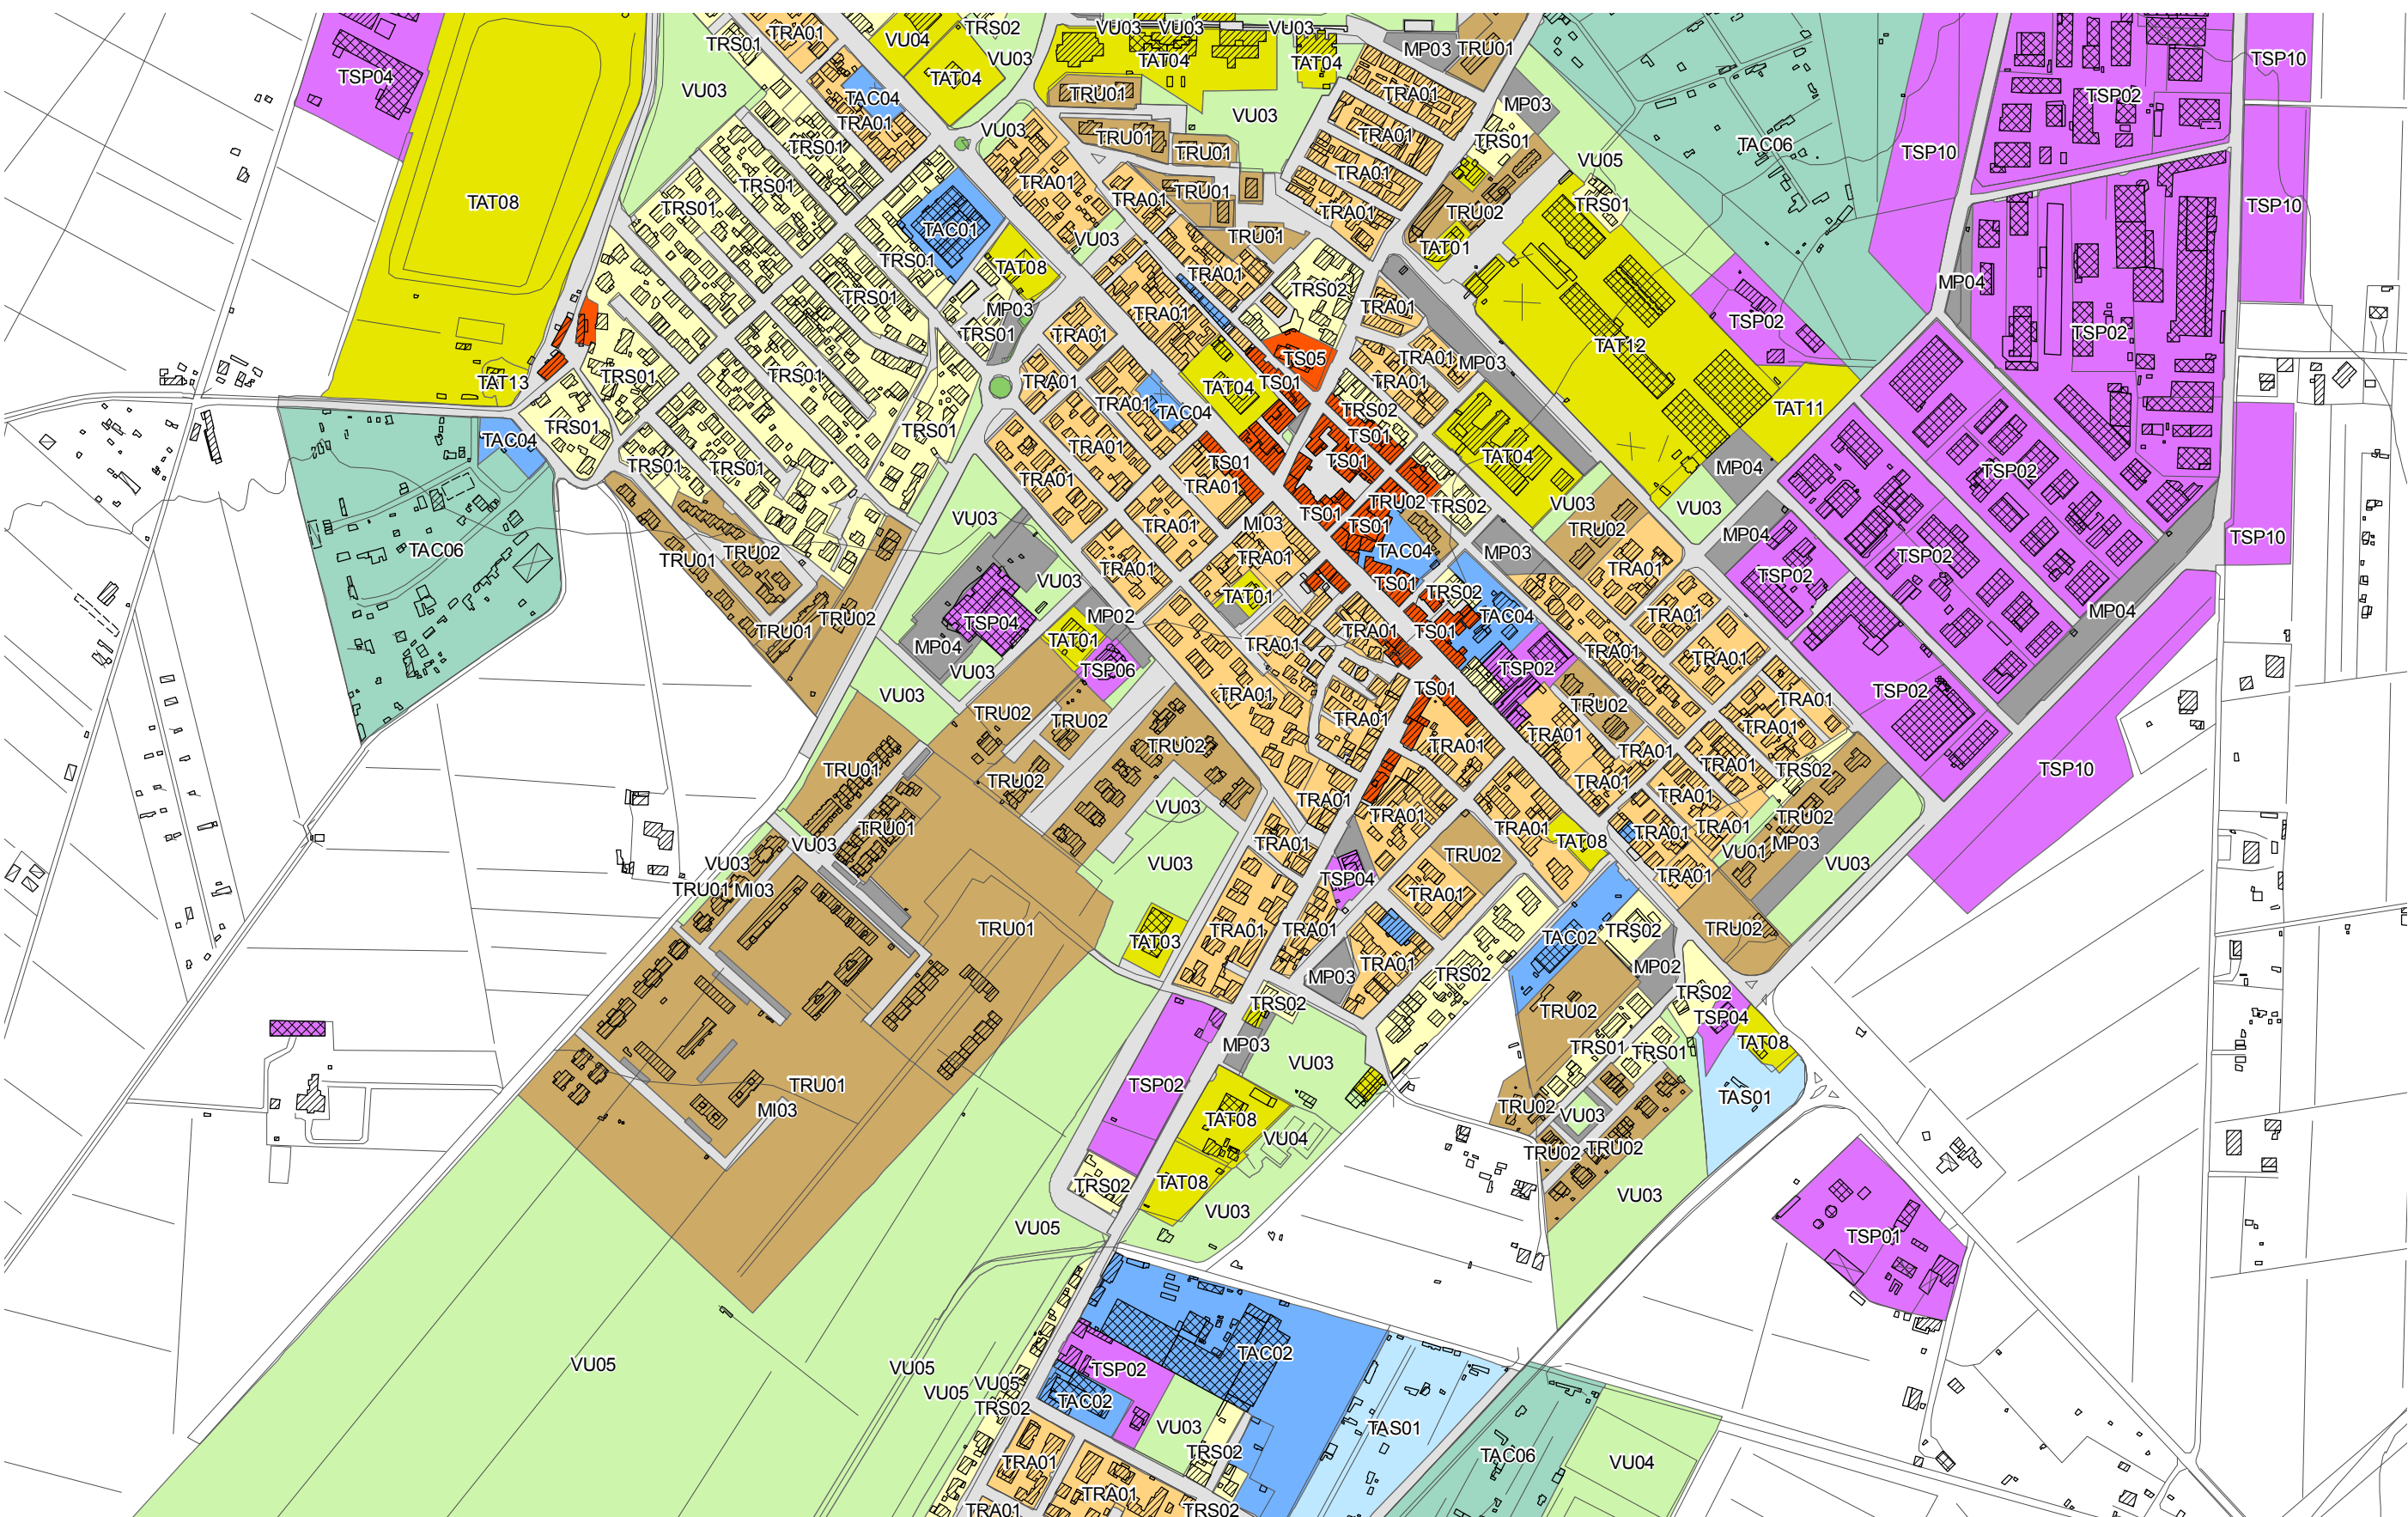 VU03 VU03 VU03
TRS02
TRA01
TRS01
VU04
VU03
TAT04
TAT04
MP03
TRU01
TSP10
TSP04
TAT04
VU03
TRU01
TAC04
TRA01
TRA01
MP03
TSP02
VU03
VU03
TRU01
TRA01
TRS01
TRS01
TRU01
TAC06
TSP10
VU05
TRS01
TRA01
TRA01
TRU01
TRA01
TRS01
TAT08
TRS01
TRA01
TRU02
TSP10
TAC01
VU03
TRU01
TAT01
TRS01
TAT08
TRA01
TRS02
MP04
TRS01
MP03
TRA01
TRA01
TSP02
TSP02
TRS01
TRA01
TAT12
TS05
TRA01
MP03
TAT13
TRS01
TRS01
TRA01
TAT04
TS01
TRA01
TRA01
TAC04
TRS02
TAT11
TRS01
TRS01
TAC04
TS01
TRA01
TRS01
TRS01
TS01
TS01
TAT04
MP04
TSP02
TRA01
TRA01
TRU02
TRS02
VU03
VU03
VU03
TS01
MI03
TS01
TRA01
TRU02
MP04
TSP10
TAC06
TRU01
TRU02
TRA01
TAC04
MP03
TSP02
TRA01
VU03
TRA01
TS01
TSP02
TAT01
TRS02
TRU01
TRU02
TSP04
MP02
TAC04
TRA01
MP04
MP04
TAT01
TRA01
TRA01
TS01
TRA01
TRA01
VU03
TSP06
TSP02
VU03
TRA01
TS01
TSP02
TRA01
TRU02
TRU02
TRA01
TRU02
TRA01
TRU02
TRA01
TRA01
TRA01
TRU01
TRU02
TRA01
TRA01
TRS02
TSP10
VU03
TRA01
TRA01
TRA01
TRU02
TRU01
VU03
TRA01
TRA01
TRA01
TRA01
TAT08
MP03
VU03
VU03
TRU02
VU01
VU03
TRU01 MI03
TSP04
TRA01
TRA01
TRU01
TAT03
TRA01
TRA01
TAC02
TRS02
TRU02
TRA01
MP03
TRS02
MP02
TRS02
TRS02
TRU02
TSP04
MP03
TRS01
TRS01
TAT08
TRU01
TSP02
VU03
MI03
TAS01
TRU02
VU03
TAT08
VU04
TRU02
TRU02
TRS02
TAT08
VU03
VU03
VU05
TSP01
VU05
VU05
TSP02
TAC02
VU05
VU05
TRS02
TAC02
VU03
TAS01
TRS02
TAC06
VU04
TRA01
TRA01
TRA01
TRS02